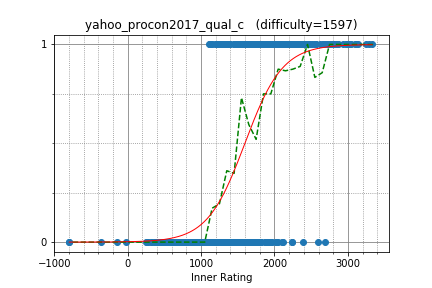 yahoo_procon2017_qual_c (difficulty=1597)
1
0
-1000 0 1000 2000 3000
Inner Rating